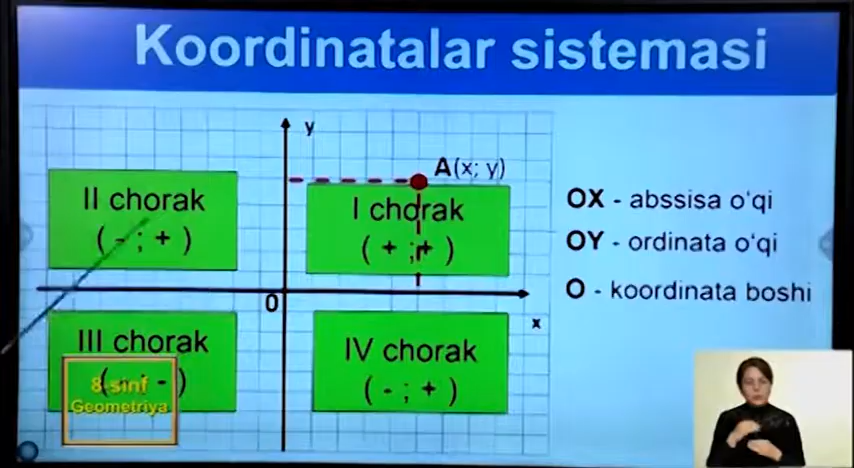 Koordinatalar sistemasi
y
A(x; y)
II chorak
( - ; + )
I chorak
( + ; + )
OX - abssisa o‘qi
OY - ordinata o‘qi
O - koordinata boshi
0
x
III chorak
( - ; - )
IV chorak
( - ; + )
8-sinf
Geometriya